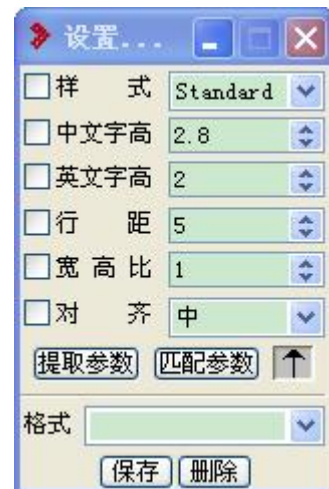 设置...
样 式 Standard
中文字高 2.8
英文字高 2
行 距 5
宽 高 比 1
对 齐 中
提取参数 匹配参数
格式
保存 删除